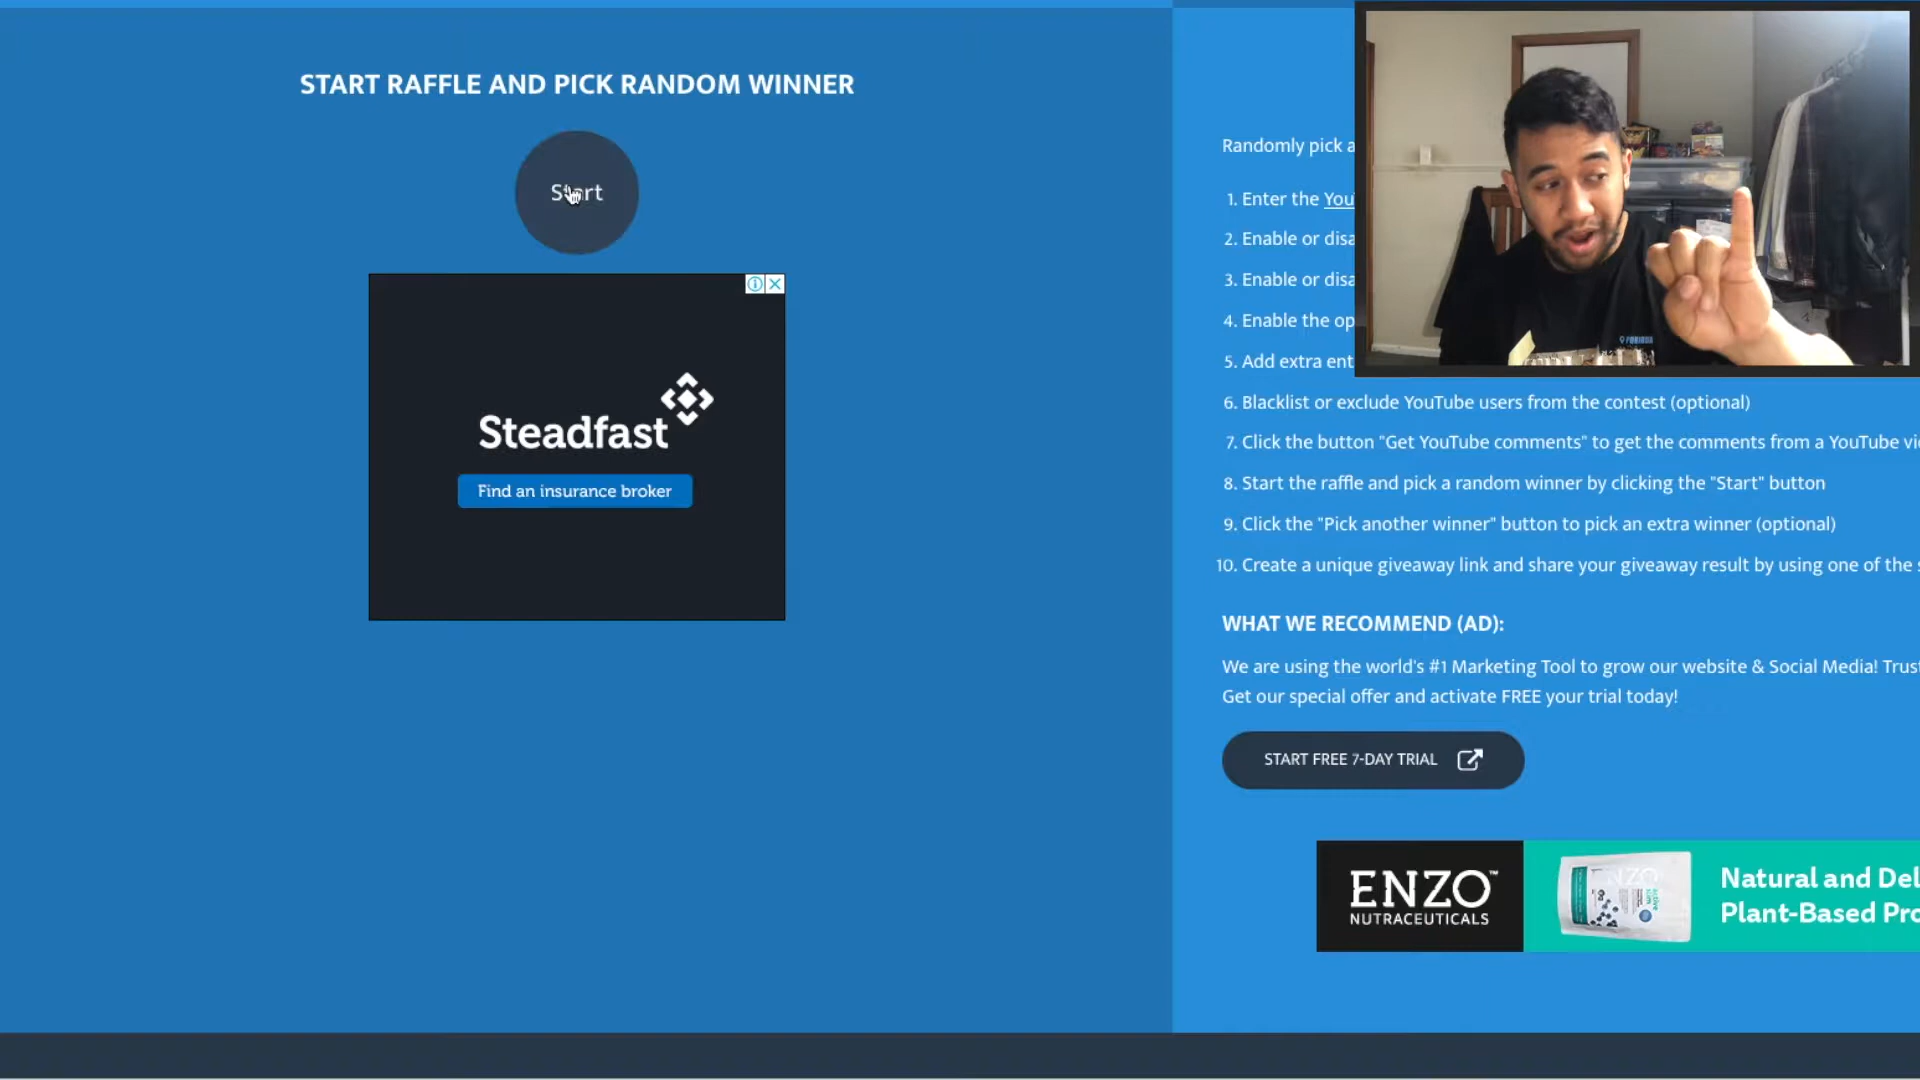 START RAFFLE AND PICK RANDOM WINNER
Start
Steadfast
Find an insurance broker
Randomly pick a
1. Enter the You
2. Enable or disa
3. Enable or disa
4. Enable the op
5. Add extra ent
6. Blacklist or exclude YouTube users from the contest (optional)
7. Click the button "Get YouTube comments" to get the comments from a YouTube vi
8. Start the raffle and pick a random winner by clicking the "Start" button
9. Click the "Pick another winner" button to pick an extra winner (optional)
10. Create a unique giveaway link and share your giveaway result by using one of the s
WHAT WE RECOMMEND (AD):
We are using the world's #1 Marketing Tool to grow our website & Social Media! Trust
Get our special offer and activate FREE your trial today!
START FREE 7-DAY TRIAL
ENZO™
NUTRACEUTICALS
Natural and Del
Plant-Based Pro